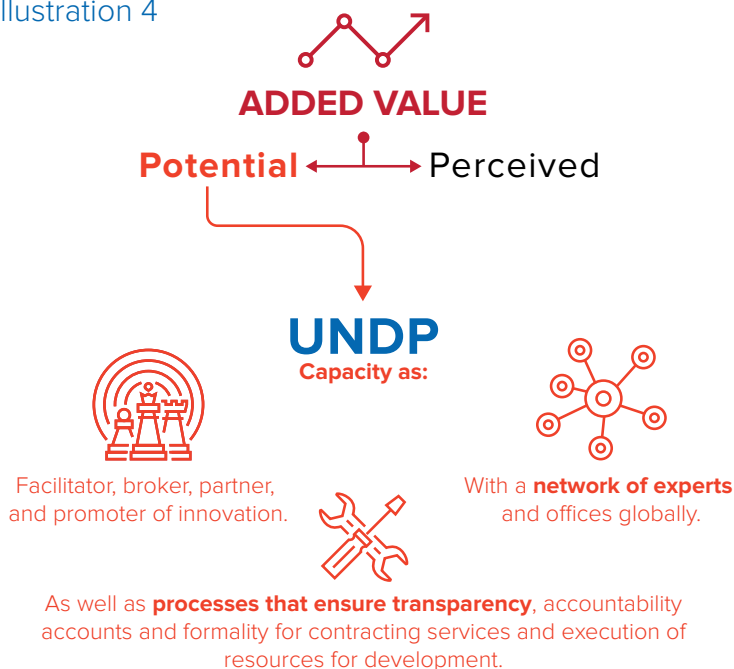 llustration 4
ADDED VALUE
Potential Perceived
UNDP
Capacity as:
Facilitator, broker, partner,
and promoter of innovation.
With a network of experts
and offices globally.
As well as processes that ensure transparency, accountability
accounts and formality for contracting services and execution of
resources for development.